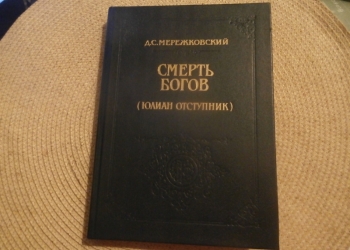 Д.С.МЕРЕЖКОВСКИЙ
СМЕРТЬ
БОГОВ
(ЮЛИАН ОТСТУПНИК)